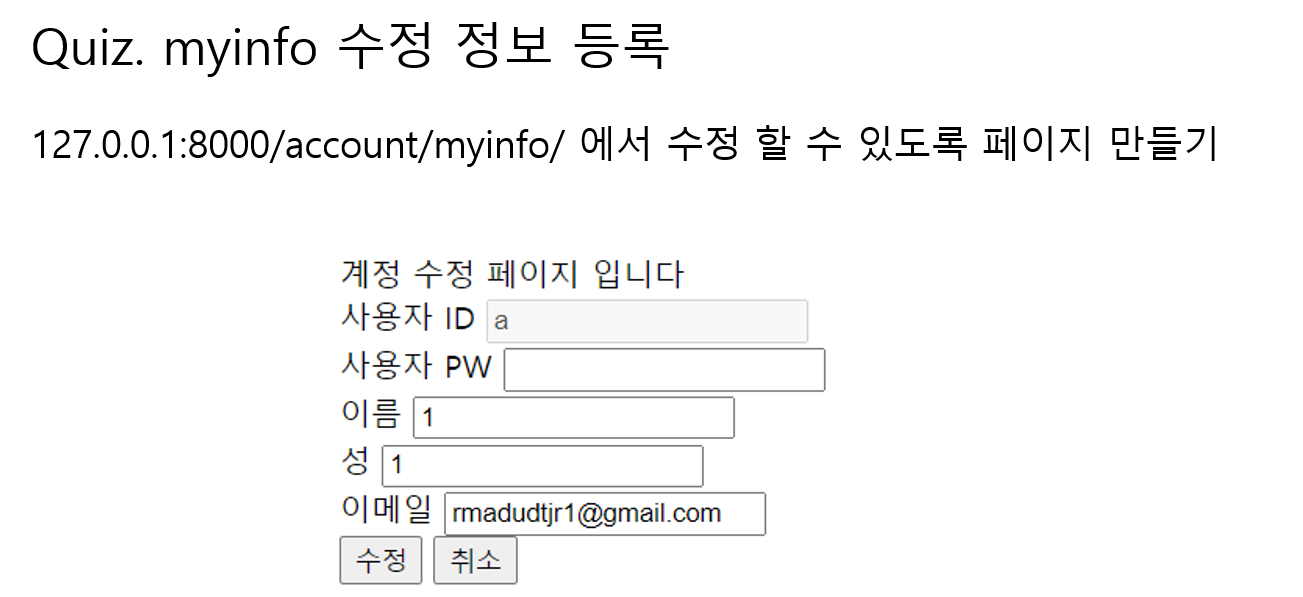 Quiz. myinfo 수정 정보 등록
127.0.0.1:8000/account/myinfo/ 에서 수정 할 수 있도록 페이지 만들기
계정 수정 페이지 입니다
사용자 ID a
사용자 PW
이름 1
성 1
이메일 rmadudtjr1@gmail.com
수정 취소